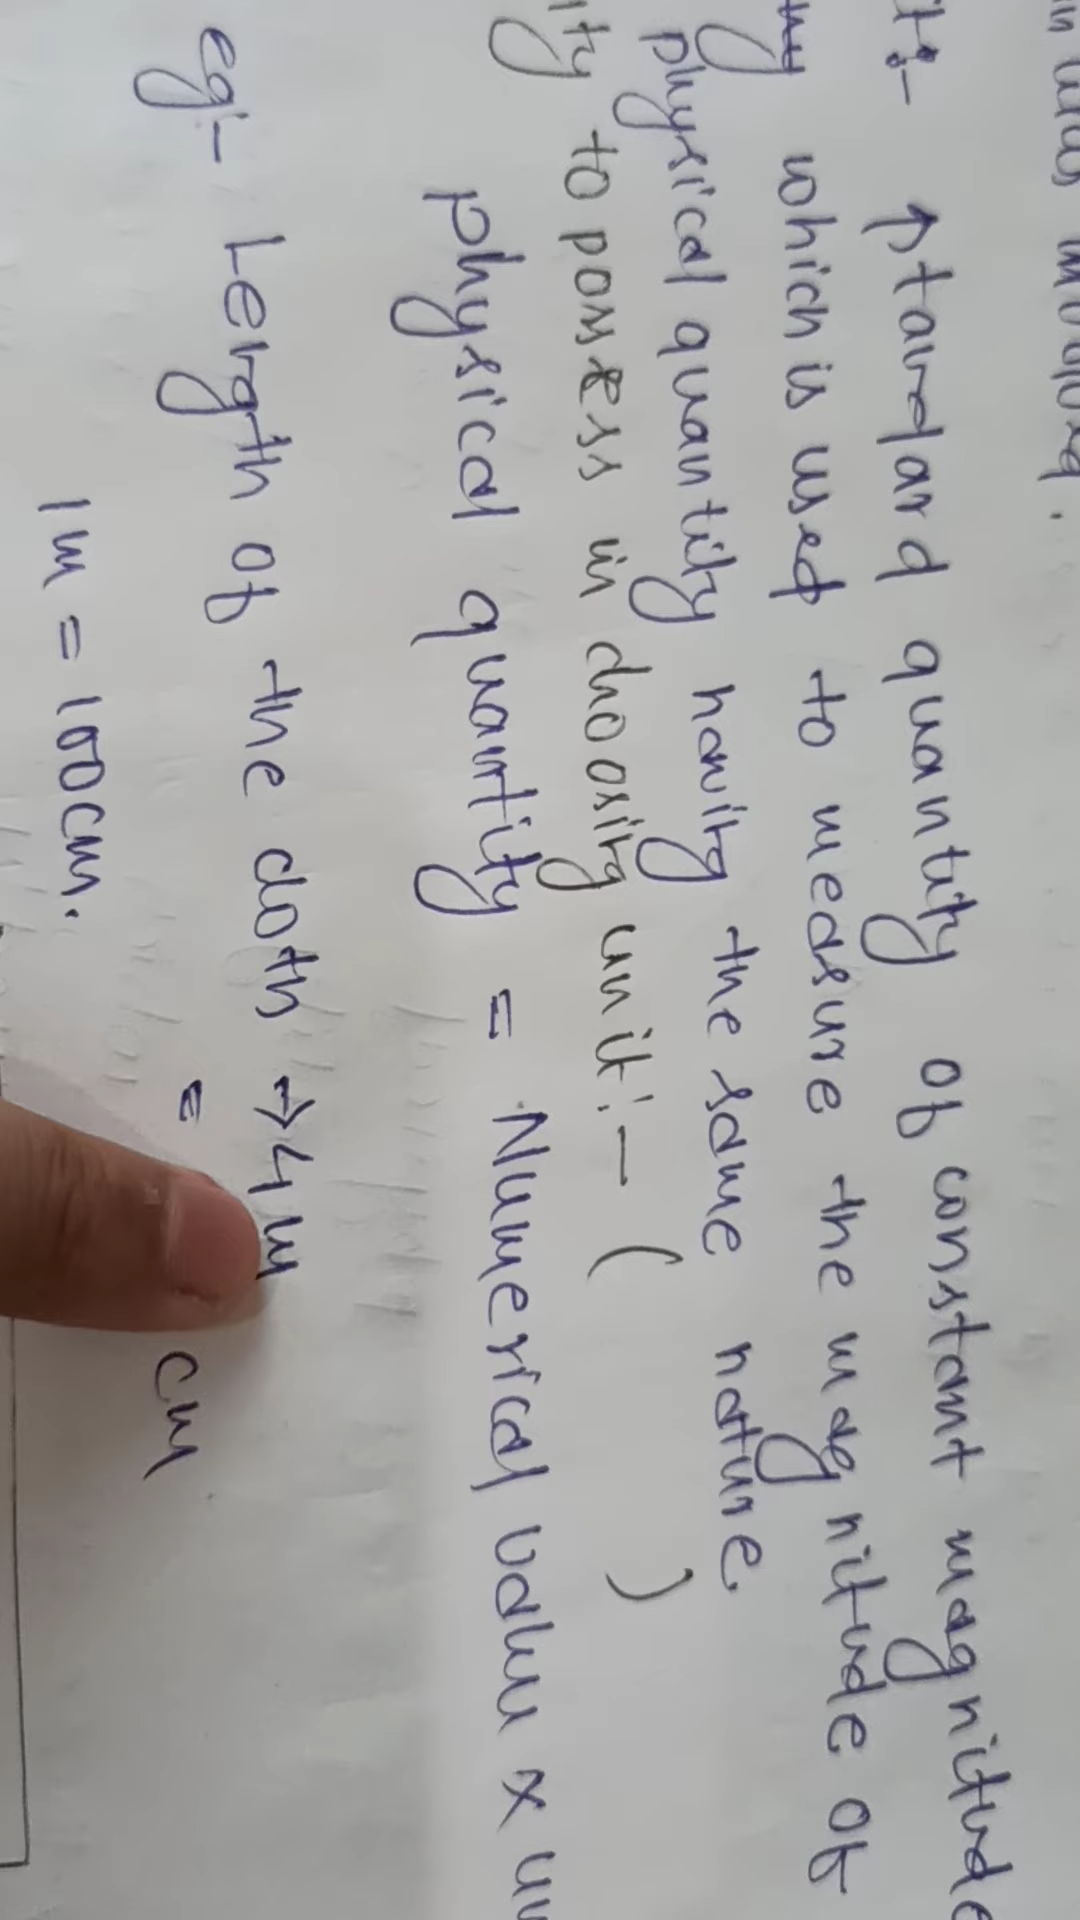 it:- Standard quantity of constant magnitude
which is used to measure the magnitude of
physical quantity having the same nature.
to possess in choosing unit:- ( )
physical quantity = Numerical value x
eg:- Length of the cloth → 4m
= cm
1m = 100cm.